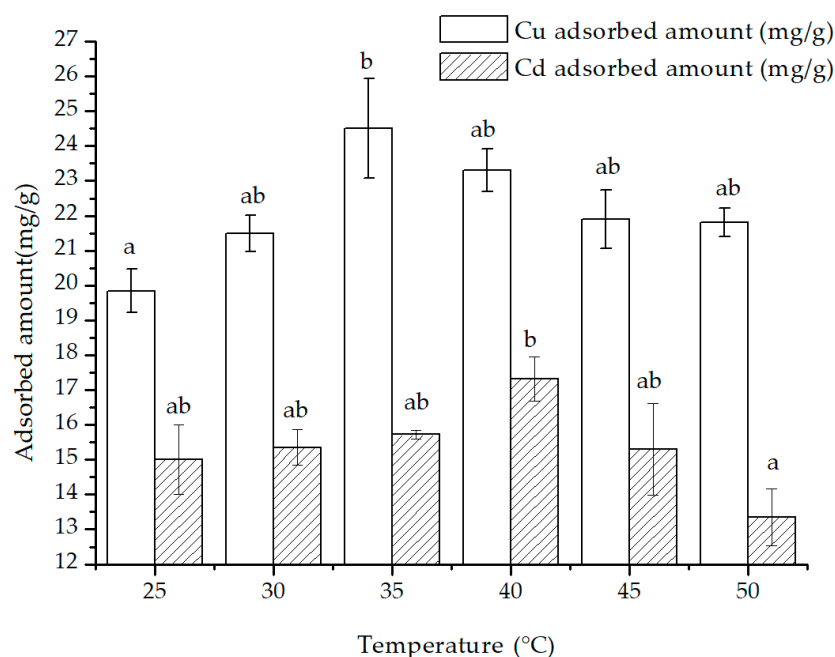 Cu adsorbed amount (mg/g)
Cd adsorbed amount (mg/g)
Adsorbed amount(mg/g)
27
26
25
24
23
22
21
20
19
18
17
16
15
14
13
12
a
ab
b
ab
ab
ab
ab
ab
ab
b
ab
a
25
30
35
40
45
50
Temperature (°C)